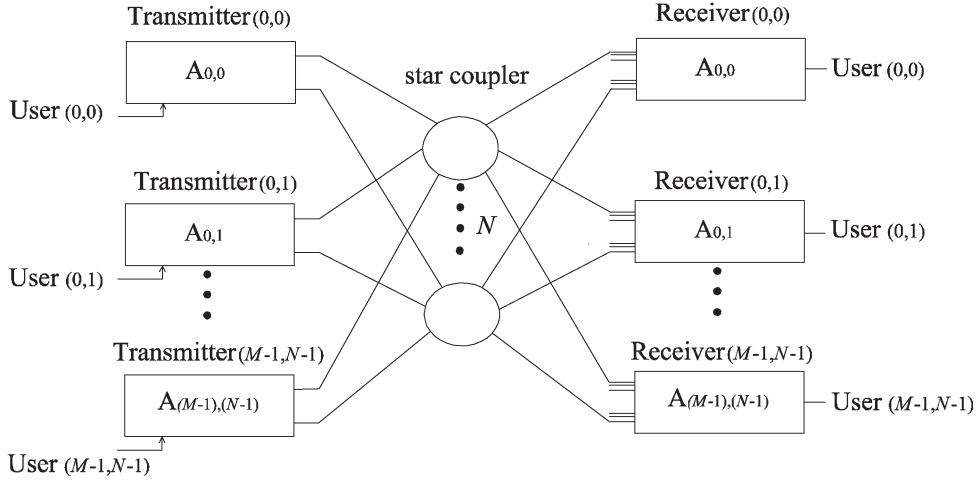 Transmitter(0,0)
A0,0
User (0,0)
Transmitter(0,1)
A0,1
User (0,1)
Transmitter(M-1,N-1)
A(M-1),(N-1)
User (M-1,N-1)
star coupler
N
Receiver(0,0)
A0,0
User (0,0)
Receiver(0,1)
A0,1
User (0,1)
Receiver(M-1,N-1)
A(M-1),(N-1)
User (M-1,N-1)